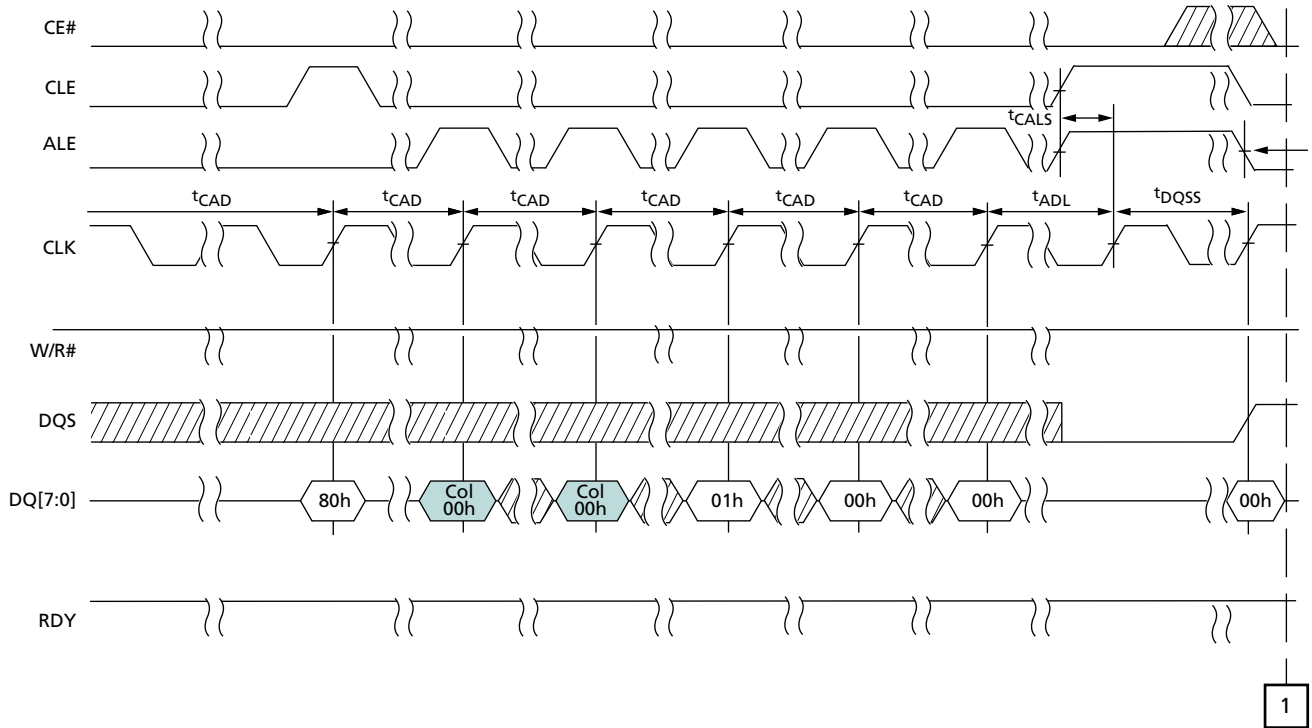 CE#
CLE
tCALS
ALE
tCAD tCAD tCAD tCAD tCAD tCAD tADL tDQSS
CLK
W/R#
DQS
DQ[7:0] 80h Col 00h Col 00h 01h 00h 00h 00h
RDY
1